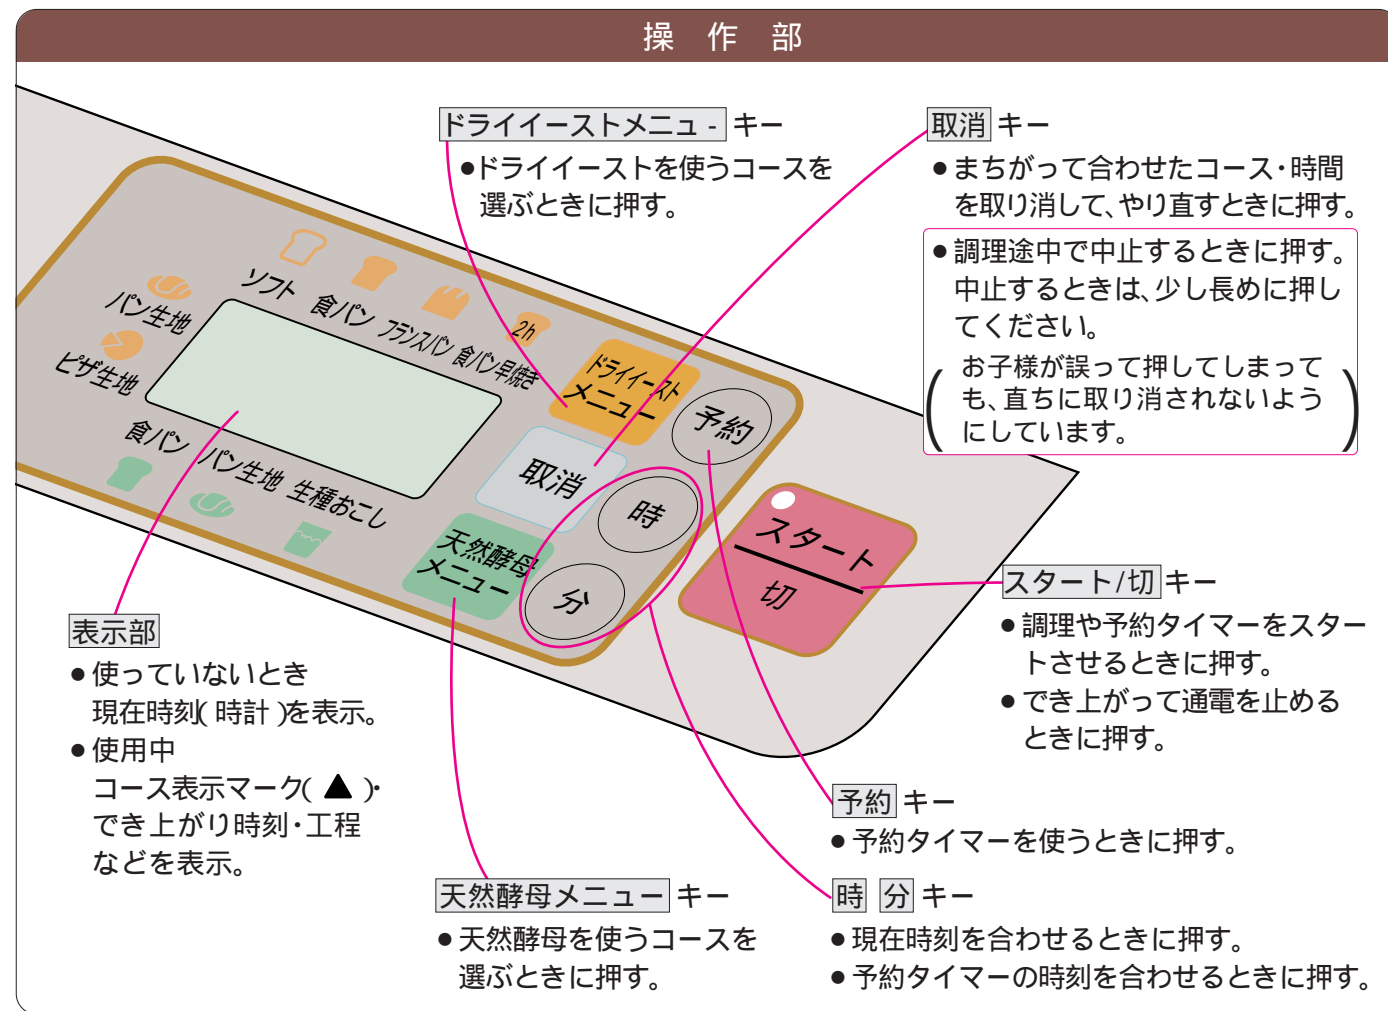 操作部
ドライイーストメニュ - キー
●ドライイーストを使うコースを
選ぶときに押す。
取消 キー
● まちがって合わせたコース・時間
を取り消して、やり直すときに押す。
● 調理途中で中止するときに押す。
中止するときは、少し長めに押し
てください。
( お子様が誤って押してしまって
も、直ちに取り消されないよう
にしています。 )
ソフト
食パン
フランスパン
2h
食パン早焼き
パン生地
ピザ生地
食パン
パン生地
生種おこし
ドライイースト
メニュー
予約
取消
時
天然酵母
メニュー
分
スタート
切
表示部
● 使っていないとき
現在時刻( 時計 )を表示。
● 使用中
コース表示マーク( ▲ )・
でき上がり時刻・工程
などを表示。
スタート/切 キー
● 調理や予約タイマーをスター
トさせるときに押す。
● でき上がって通電を止める
ときに押す。
予約 キー
● 予約タイマーを使うときに押す。
天然酵母メニュー キー
● 天然酵母を使うコースを
選ぶときに押す。
時 分 キー
● 現在時刻を合わせるときに押す。
● 予約タイマーの時刻を合わせるときに押す。